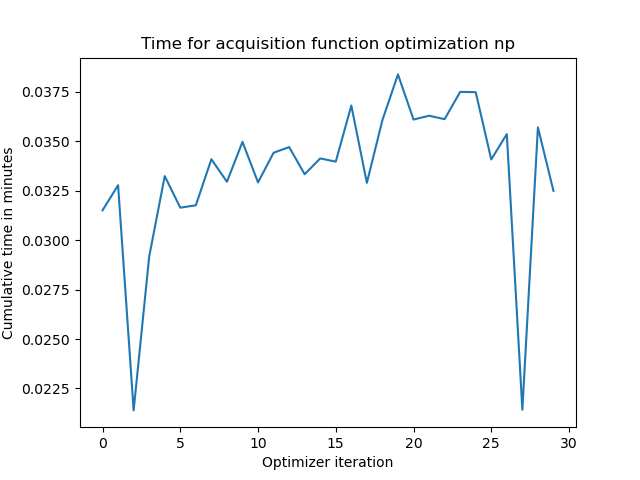 Time for acquisition function optimization np
Cumulative time in minutes
0.0375
0.0350
0.0325
0.0300
0.0275
0.0250
0.0225
0 5 10 15 20 25 30
Optimizer iteration